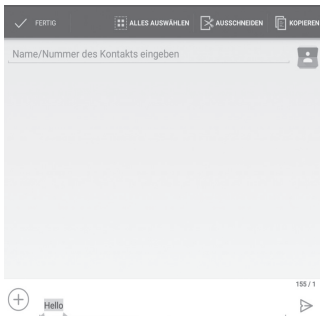 FERTIG ALLES AUSWÄHLEN AUSSCHNEIDEN KOPIEREN
Name/Nummer des Kontakts eingeben
155 / 1
Hello